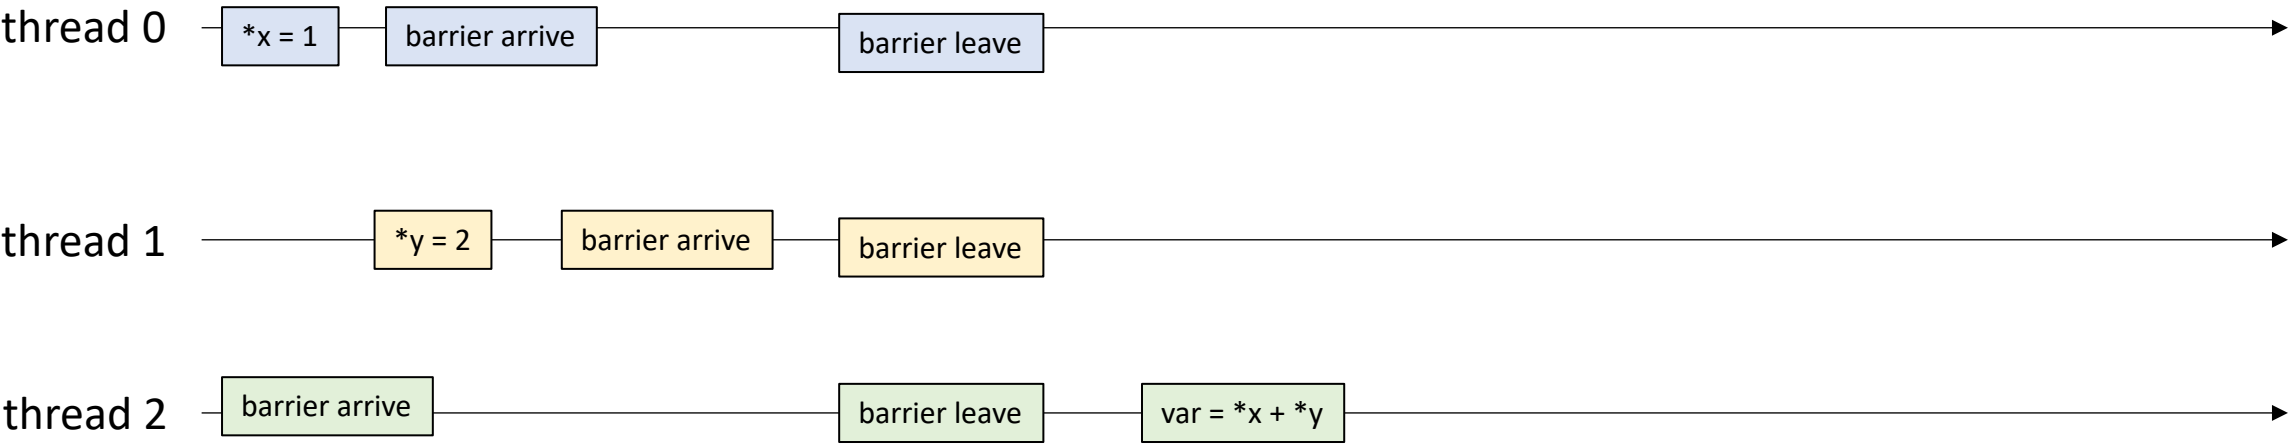 thread 0
*x = 1
barrier arrive
barrier leave
thread 1
*y = 2
barrier arrive
barrier leave
thread 2
barrier arrive
barrier leave
var = *x + *y